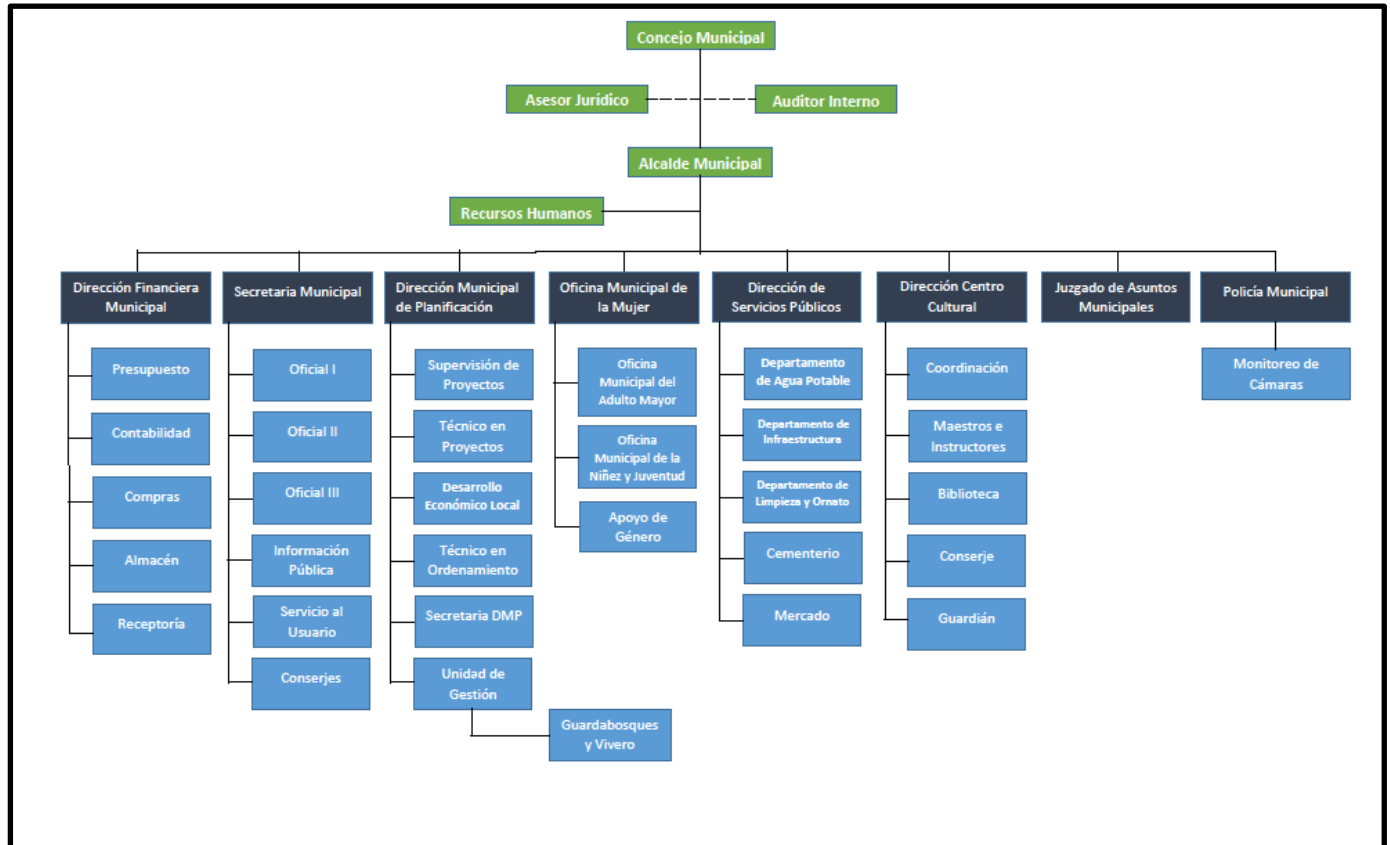 Concejo Municipal
Asesor Jurídico
Auditor Interno
Alcalde Municipal
Recursos Humanos
Dirección Financiera
Municipal
Secretaria Municipal
Dirección Municipal
de Planificación
Oficina Municipal de
la Mujer
Dirección de
Servicios Públicos
Dirección Centro
Cultural
Juzgado de Asuntos
Municipales
Policía Municipal
Presupuesto
Contabilidad
Compras
Almacén
Receptoría
Oficial I
Oficial II
Oficial III
Información
Pública
Servicio al
Usuario
Conserjes
Supervisión de
Proyectos
Técnico en
Proyectos
Desarrollo
Económico Local
Técnico en
Ordenamiento
Secretaria DMP
Unidad de
Gestión
Guardabosques
y Vivero
Oficina
Municipal del
Adulto Mayor
Oficina
Municipal de la
Niñez y Juventud
Apoyo de
Género
Departamento
de Agua Potable
Departamento de
Infraestructura
Departamento de
Limpieza y Ornato
Cementerio
Mercado
Coordinación
Maestros e
Instructores
Biblioteca
Conserje
Guardián
Monitoreo de
Cámaras